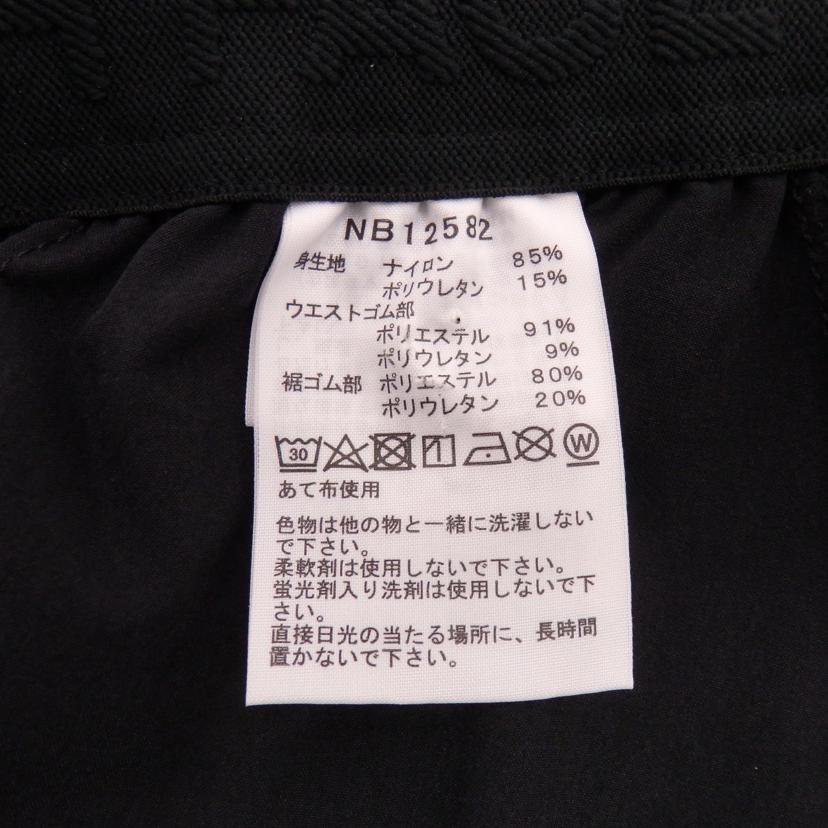 NB12582
身生地 ナイロン 85%
ポリウレタン 15%
ウエストゴム部
ポリエステル 91%
ポリウレタン 9%
裾ゴム部 ポリエステル 80%
ポリウレタン 20%
30 W
あて布使用
色物は他の物と一緒に洗濯しない
で下さい。
柔軟剤は使用しないで下さい。
蛍光剤入り洗剤は使用しないで下
さい。
直接日光の当たる場所に、長時間
置かないで下さい。